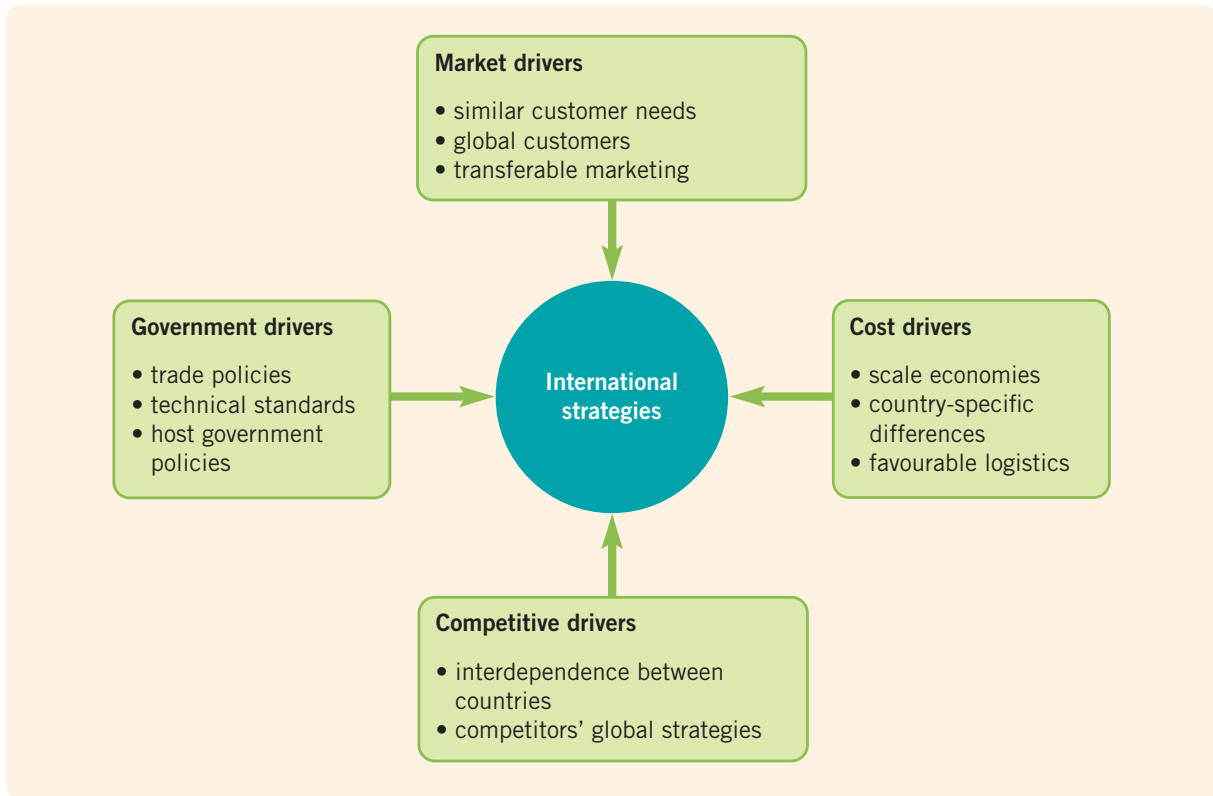 Market drivers
• similar customer needs
• global customers
• transferable marketing
Government drivers
• trade policies
• technical standards
• host government
policies
International
strategies
Cost drivers
• scale economies
• country-specific
differences
• favourable logistics
Competitive drivers
• interdependence between
countries
• competitors’ global strategies